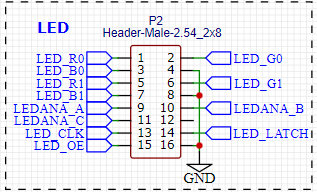 LED
P2
Header-Male-2.54_2x8
LED_R0 1 2 LED_G0
LED_B0 3 4
LED_R1 5 6 LED_G1
LED_B1 7 8
LEDANA_A 9 10 LEDANA_B
LEDANA_C 11 12
LED_CLK 13 14 LED_LATCH
LED_OE 15 16
GND